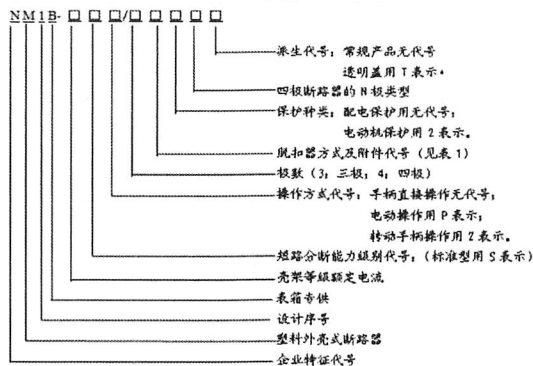 NM1B-□□□/□□□□□
派生代号：常规产品无代号
透明盖用T表示。
四极断路器的N极类型
保护种类：配电保护用无代号；
电动机保护用2表示。
脱扣器方式及附件代号（见表1）
极数（3：三极；4：四极）
操作方式代号：手柄直接操作无代号；
电动操作用P表示；
转动手柄操作用Z表示。
短路分断能力级别代号：（标准型用S表示）
壳架等级额定电流
表箱专供
设计序号
塑料外壳式断路器
企业特征代号